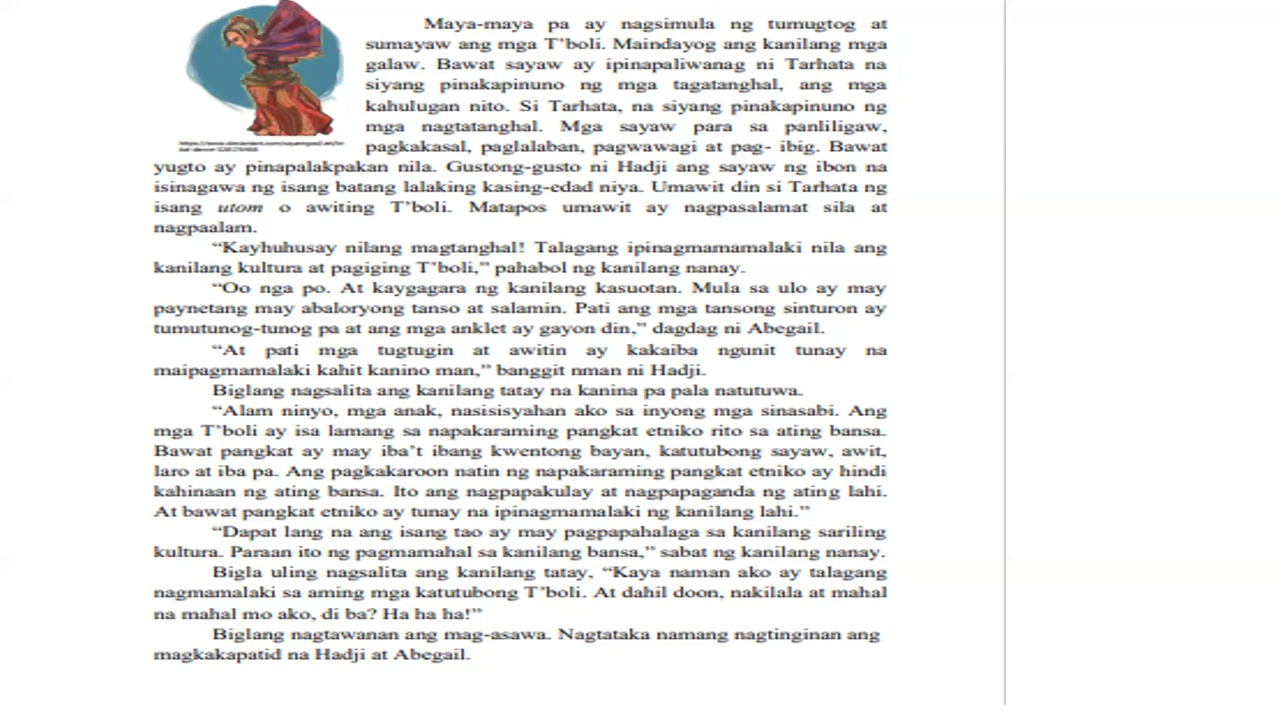 Maya-maya pa ay nagsimula ng tumugtog at
sumayaw ang mga T’boli. Maindayog ang kanilang mga
galaw. Bawat sayaw ay ipinapaliwanag ni Tarhata na
siyang pinakapinuno ng mga tagatanghal, ang mga
kahulugan nito. Si Tarhata, na siyang pinakapinuno ng
mga nagtatanghal. Mga sayaw para sa panliligaw,
pagkakasal, paglalaban, pagwawagi at pag- ibig. Bawat
yugto ay pinapalakpakan nila. Gustong-gusto ni Hadji ang sayaw ng ibon na
isinagawa ng isang batang lalaking kasing-edad niya. Umawit din si Tarhata ng
isang utom o awiting T’boli. Matapos umawit ay nagpasalamat sila at
nagpaalam.
“Kayhuhusay nilang magtanghal! Talagang ipinagmamamalaki nila ang
kanilang kultura at pagiging T’boli,” pahabol ng kanilang nanay.
“Oo nga po. At kaygagara ng kanilang kasuotan. Mula sa ulo ay may
paynetang may abaloryong tanso at salamin. Pati ang mga tansong sinturon ay
tumutunog-tunog pa at ang mga anklet ay gayon din,” dagdag ni Abegail.
“At pati mga tugtugin at awitin ay kakaiba ngunit tunay na
maipagmamalaki kahit kanino man,” banggit nman ni Hadji.
Biglang nagsalita ang kanilang tatay na kanina pa pala natutuwa.
“Alam ninyo, mga anak, nasisisyahan ako sa inyong mga sinasabi. Ang
mga T’boli ay isa lamang sa napakaraming pangkat etniko rito sa ating bansa.
Bawat pangkat ay may iba’t ibang kwentong bayan, katutubong sayaw, awit,
laro at iba pa. Ang pagkakaroon natin ng napakaraming pangkat etniko ay hindi
kahinaan ng ating bansa. Ito ang nagpapakulay at nagpapaganda ng ating lahi.
At bawat pangkat etniko ay tunay na ipinagmamalaki ng kanilang lahi.”
“Dapat lang na ang isang tao ay may pagpapahalaga sa kanilang sariling
kultura. Paraan ito ng pagmamahal sa kanilang bansa,” sabat ng kanilang nanay.
Bigla uling nagsalita ang kanilang tatay, “Kaya naman ako ay talagang
nagmamalaki sa aming mga katutubong T’boli. At dahil doon, nakilala at mahal
na mahal mo ako, di ba? Ha ha ha!”
Biglang nagtawanan ang mag-asawa. Nagtataka namang nagtinginan ang
magkakapatid na Hadji at Abegail.